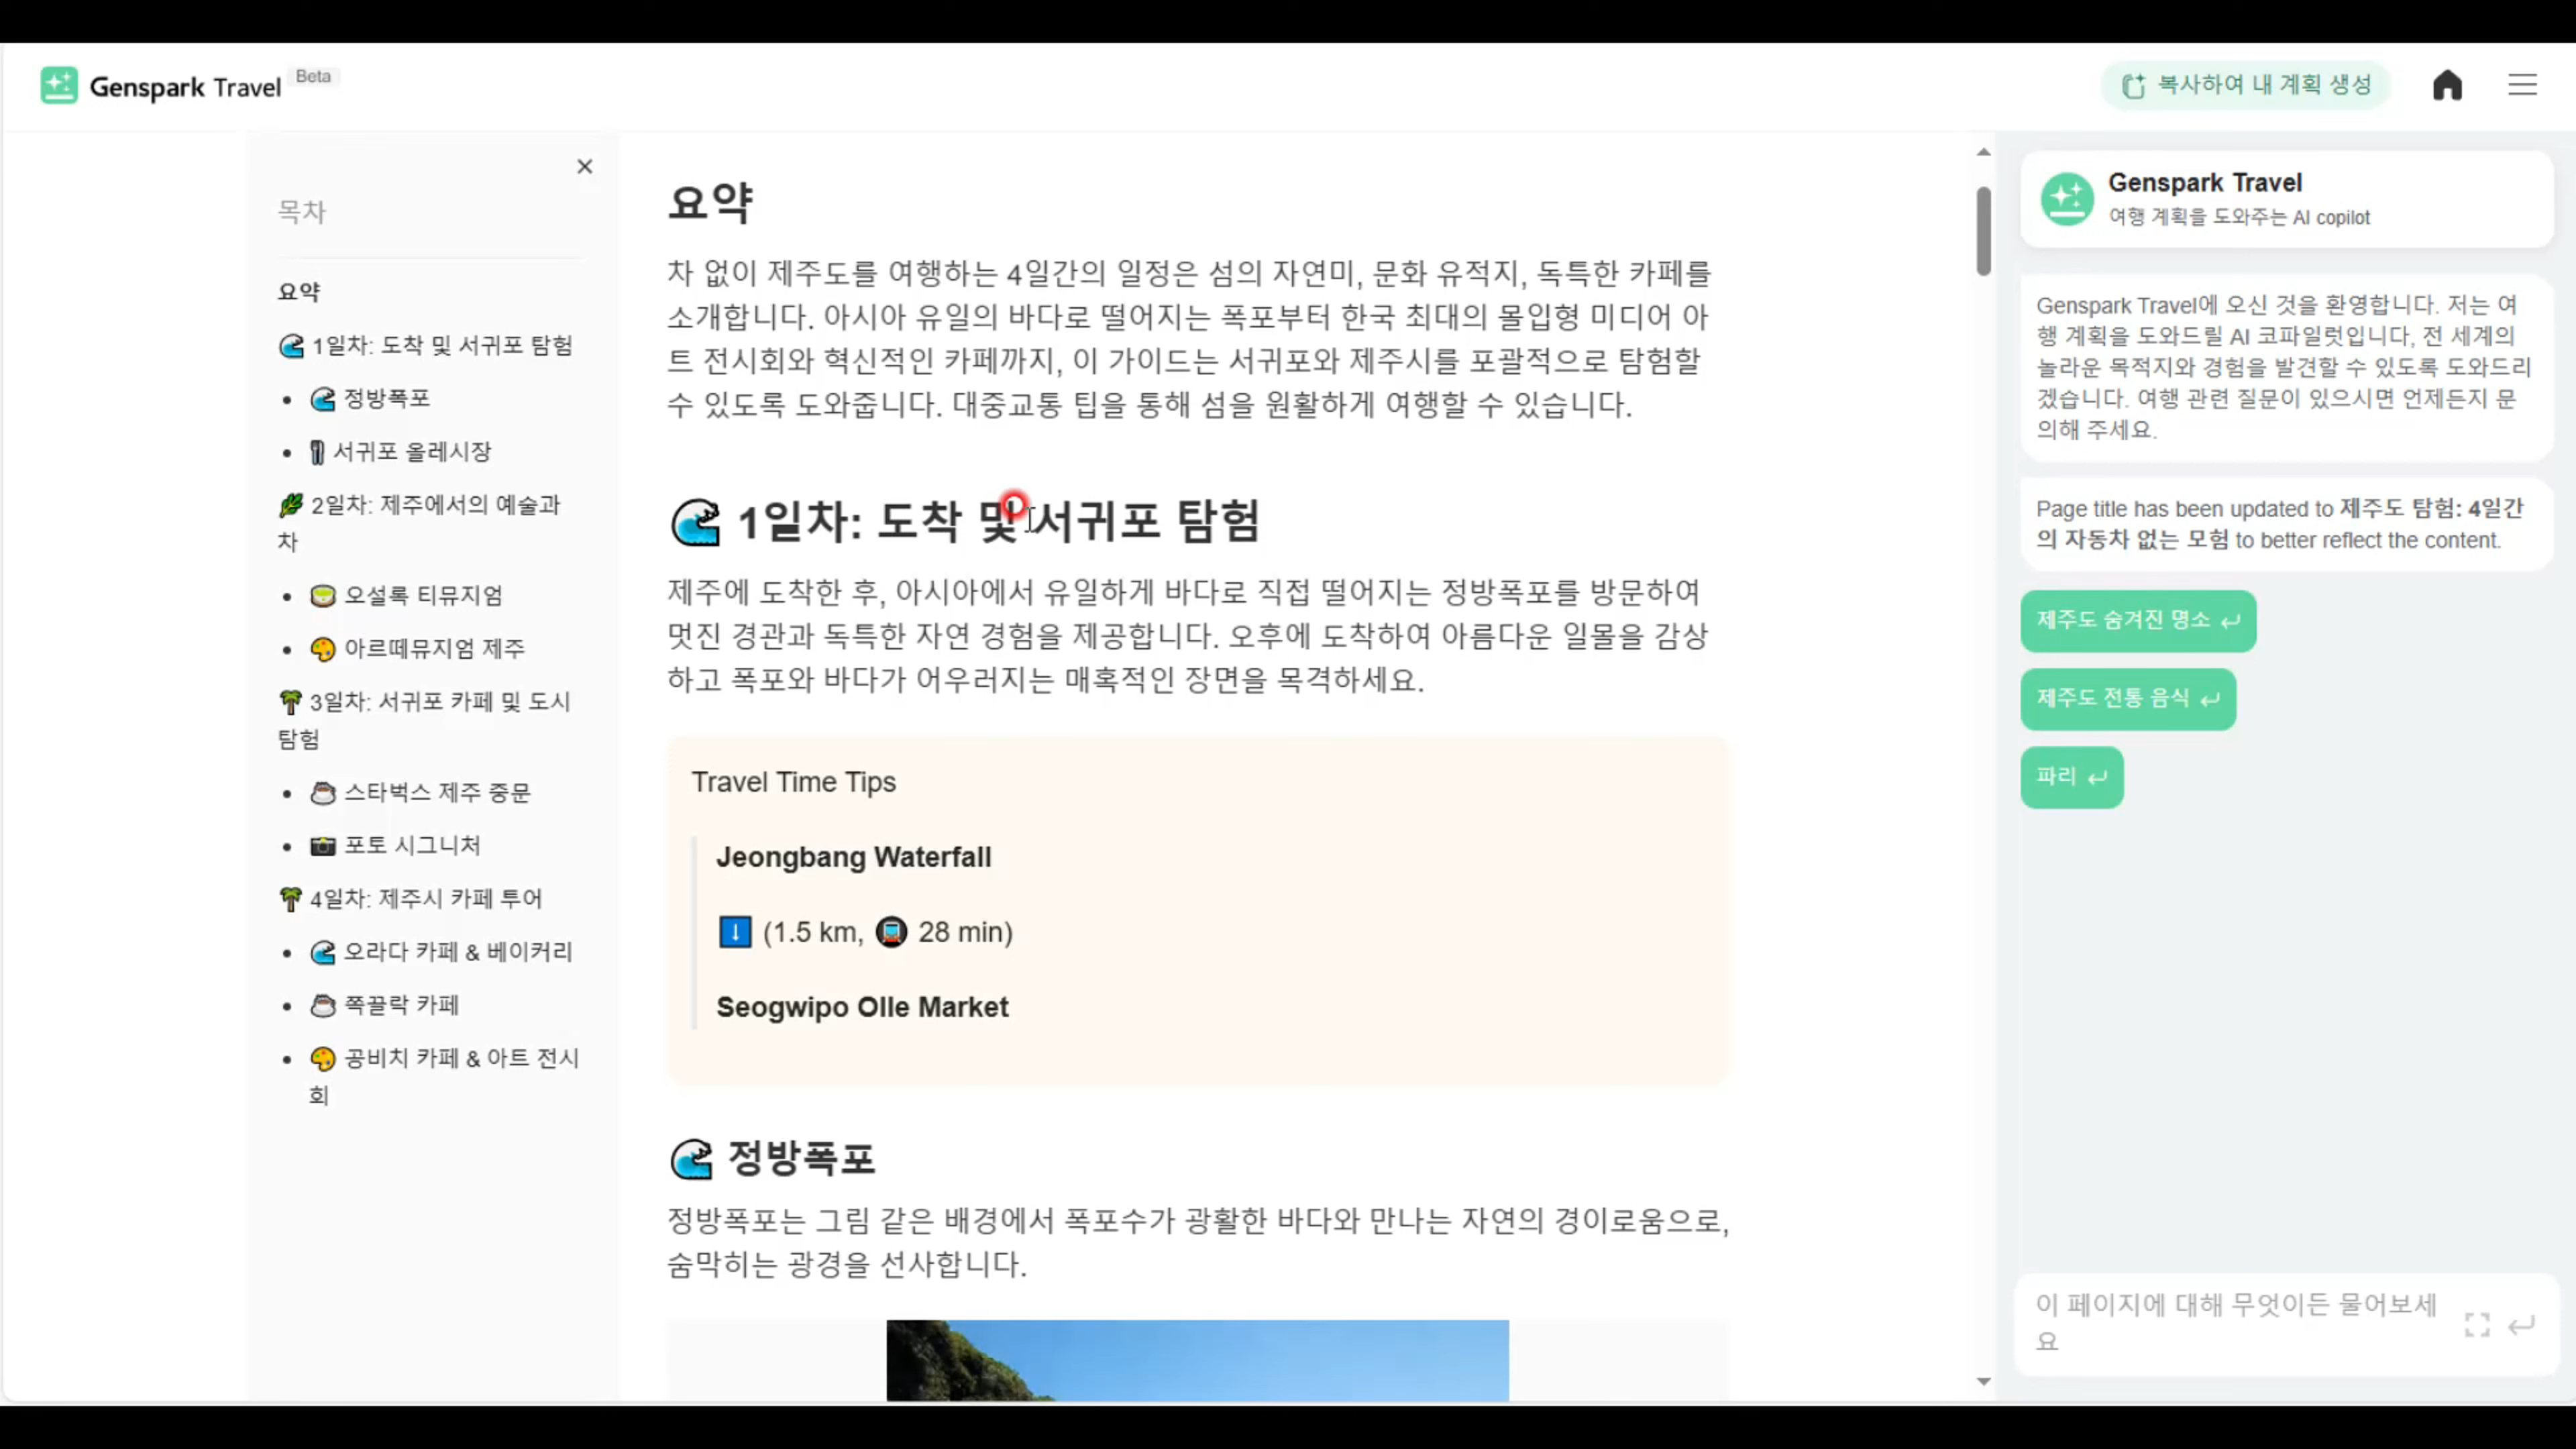 Genspark Travel Beta
복사하여 내 계획 생성
목차
요약
1일차: 도착 및 서귀포 탐험
정방폭포
서귀포 올레시장
2일차: 제주에서의 예술과
차
오설록 티뮤지엄
아르떼뮤지엄 제주
3일차: 서귀포 카페 및 도시
탐험
스타벅스 제주 중문
포토 시그니처
4일차: 제주시 카페 투어
오라다 카페 & 베이커리
쪽끌락 카페
공비치 카페 & 아트 전시
회
요약
차 없이 제주도를 여행하는 4일간의 일정은 섬의 자연미, 문화 유적지, 독특한 카페를
소개합니다. 아시아 유일의 바다로 떨어지는 폭포부터 한국 최대의 몰입형 미디어 아
트 전시회와 혁신적인 카페까지, 이 가이드는 서귀포와 제주시를 포괄적으로 탐험할
수 있도록 도와줍니다. 대중교통 팁을 통해 섬을 원활하게 여행할 수 있습니다.
1일차: 도착 및 서귀포 탐험
제주에 도착한 후, 아시아에서 유일하게 바다로 직접 떨어지는 정방폭포를 방문하여
멋진 경관과 독특한 자연 경험을 제공합니다. 오후에 도착하여 아름다운 일몰을 감상
하고 폭포와 바다가 어우러지는 매혹적인 장면을 목격하세요.
Travel Time Tips
Jeongbang Waterfall
(1.5 km, 28 min)
Seogwipo Olle Market
정방폭포
정방폭포는 그림 같은 배경에서 폭포수가 광활한 바다와 만나는 자연의 경이로움으로,
숨막히는 광경을 선사합니다.
Genspark Travel
여행 계획을 도와주는 AI copilot
Genspark Travel에 오신 것을 환영합니다. 저는 여
행 계획을 도와드릴 AI 코파일럿입니다, 전 세계의
놀라운 목적지와 경험을 발견할 수 있도록 도와드리
겠습니다. 여행 관련 질문이 있으시면 언제든지 문
의해 주세요.
Page title has been updated to 제주도 탐험: 4일간
의 자동차 없는 모험 to better reflect the content.
제주도 숨겨진 명소
제주도 전통 음식
파리
이 페이지에 대해 무엇이든 물어보세
요